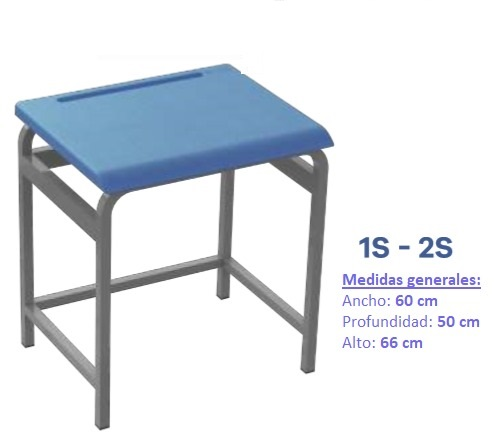 1S - 2S
Medidas generales:
Ancho: 60 cm
Profundidad: 50 cm
Alto: 66 cm